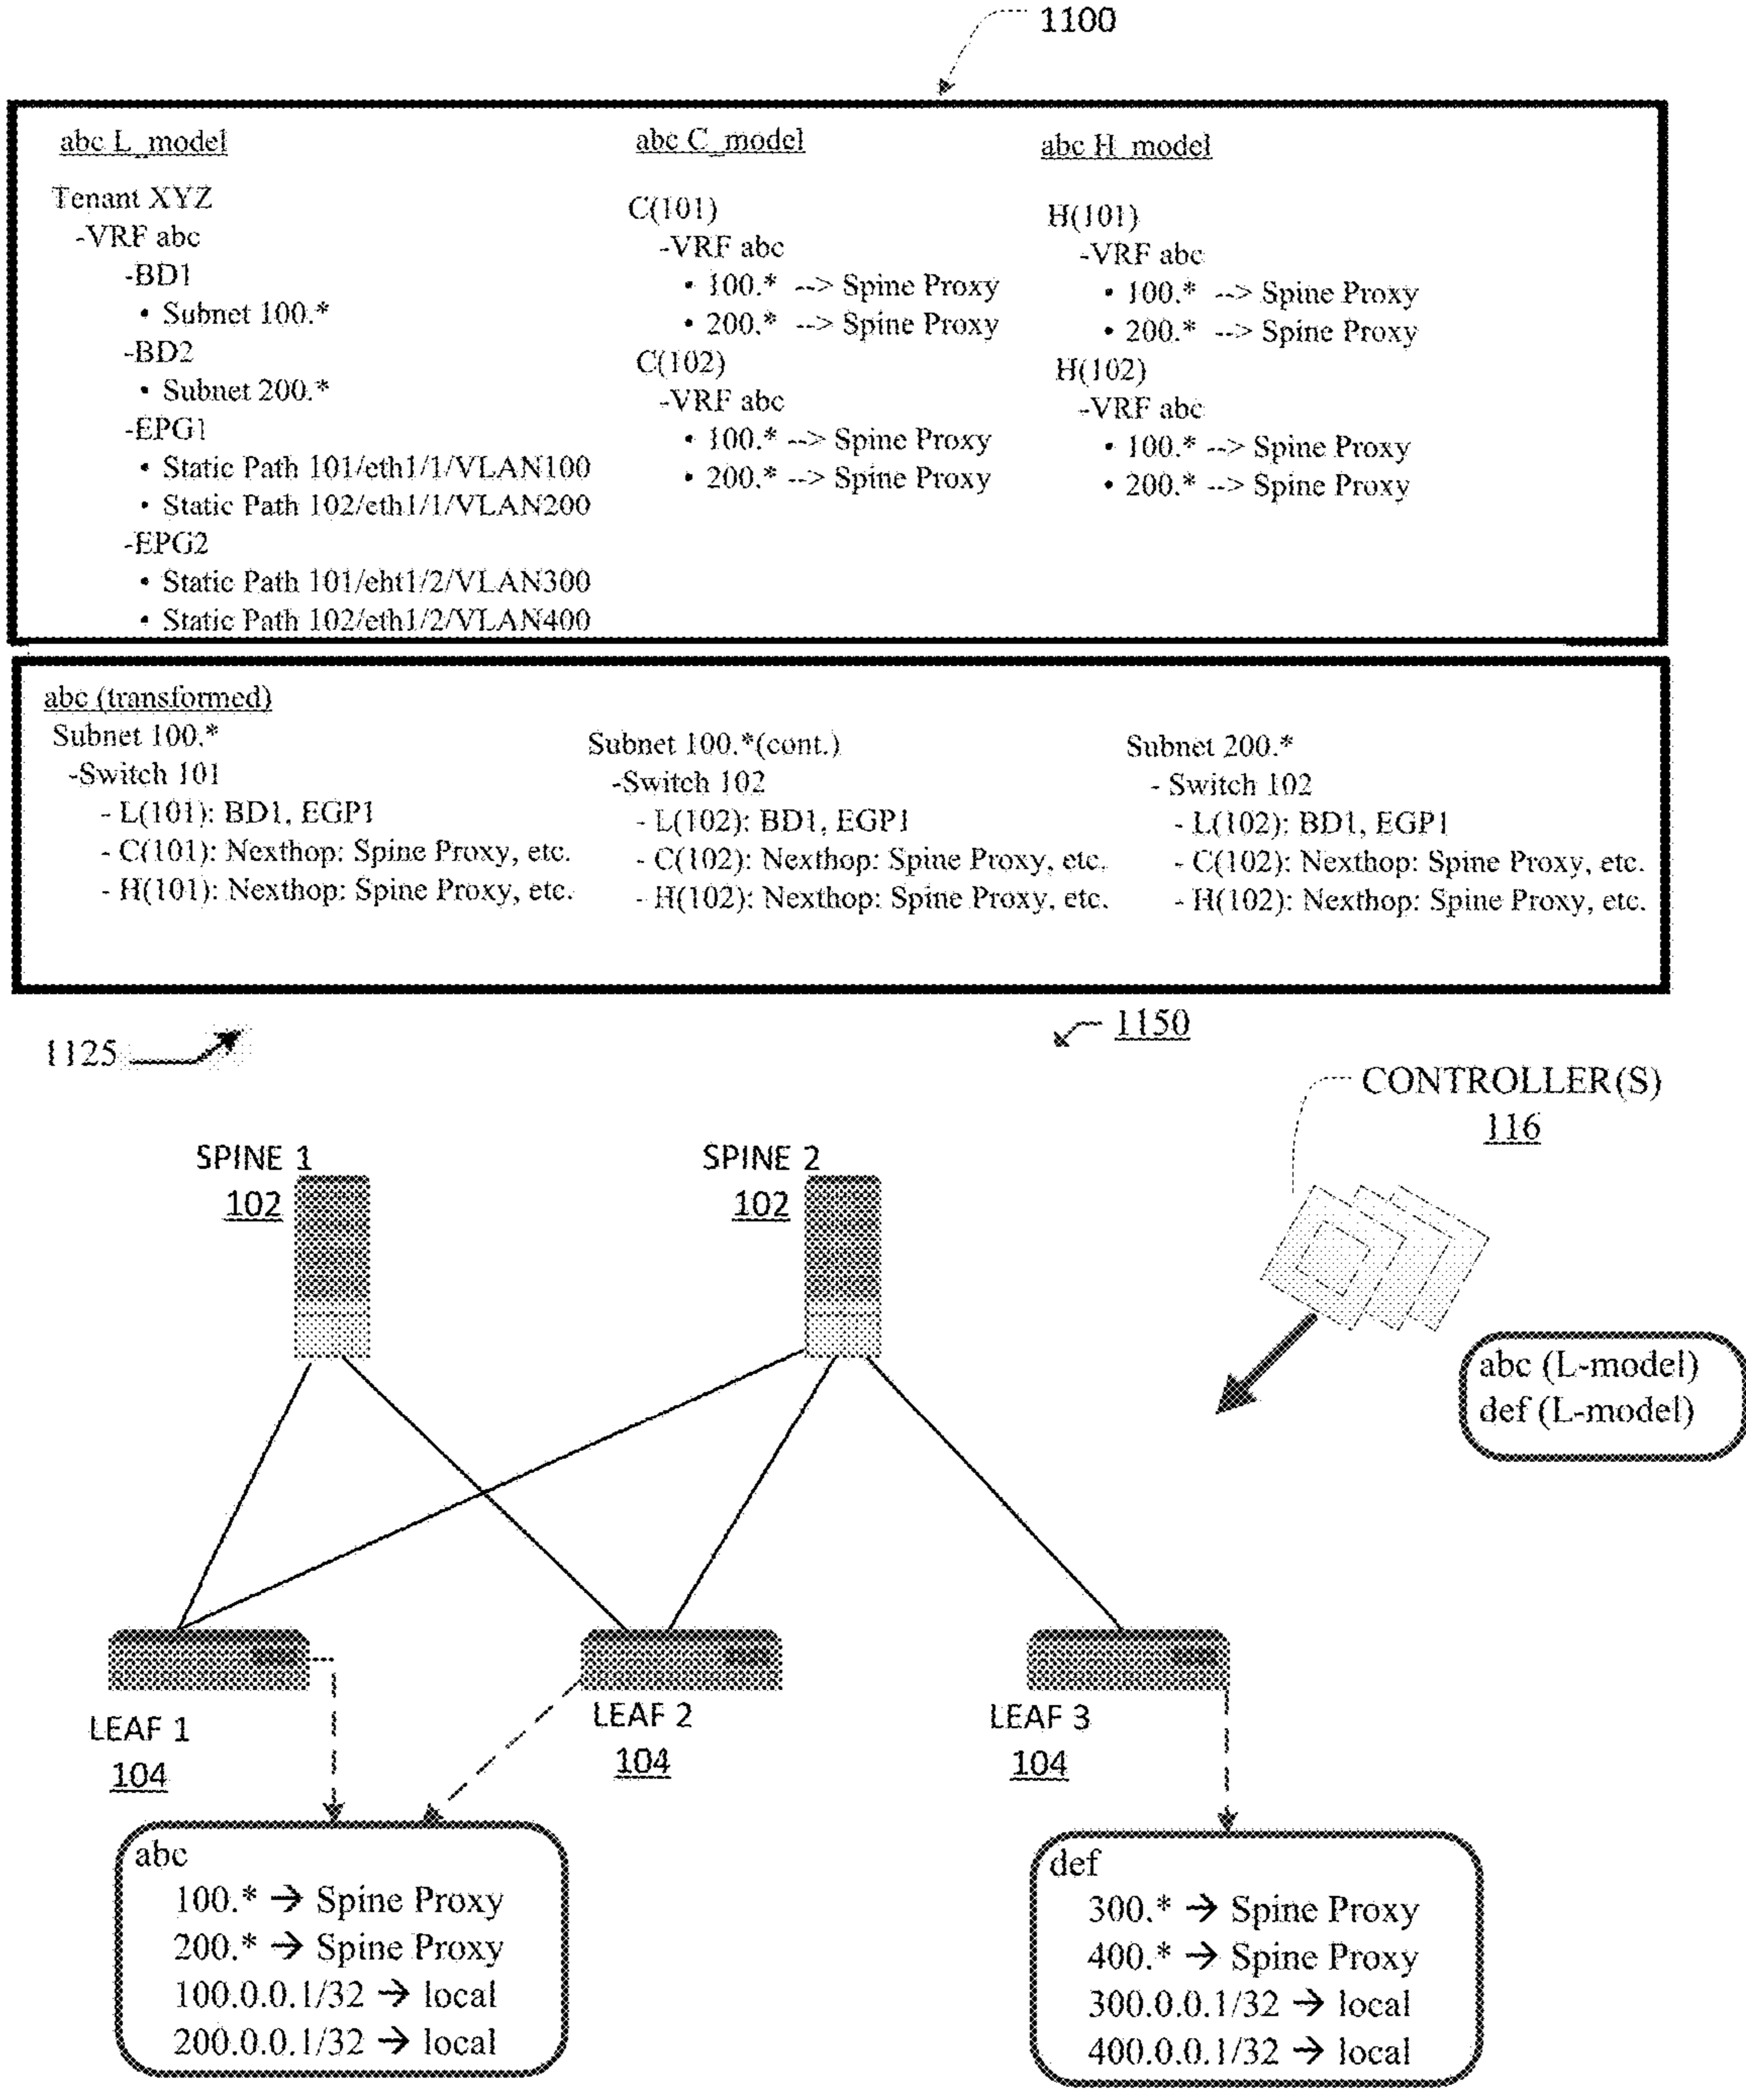 1100
abc L_model
Tenant XYZ
-VRF abc
-BD1
• Subnet 100.*
-BD2
• Subnet 200.*
-EPG1
• Static Path 101/eth1/1/VLAN100
• Static Path 102/eth1/1/VLAN200
-EPG2
• Static Path 101/eht1/2/VLAN300
• Static Path 102/eth1/2/VLAN400
abc C_model
C(101)
-VRF abc
• 100.* --> Spine Proxy
• 200.* --> Spine Proxy
C(102)
-VRF abc
• 100.* --> Spine Proxy
• 200.* --> Spine Proxy
abc H_model
H(101)
-VRF abc
• 100.* --> Spine Proxy
• 200.* --> Spine Proxy
H(102)
-VRF abc
• 100.* --> Spine Proxy
• 200.* --> Spine Proxy
abc (transformed)
Subnet 100.*
-Switch 101
- L(101): BD1, EGP1
- C(101): Nexthop: Spine Proxy, etc.
- H(101): Nexthop: Spine Proxy, etc.
Subnet 100.*(cont.)
-Switch 102
- L(102): BD1, EGP1
- C(102): Nexthop: Spine Proxy, etc.
- H(102): Nexthop: Spine Proxy, etc.
Subnet 200.*
- Switch 102
- L(102): BD1, EGP1
- C(102): Nexthop: Spine Proxy, etc.
- H(102): Nexthop: Spine Proxy, etc.
1125
1150
CONTROLLER(S)
116
SPINE 1
102
SPINE 2
102
abc (L-model)
def (L-model)
LEAF 1
104
LEAF 2
104
LEAF 3
104
abc
100.* → Spine Proxy
200.* → Spine Proxy
100.0.0.1/32 → local
200.0.0.1/32 → local
def
300.* → Spine Proxy
400.* → Spine Proxy
300.0.0.1/32 → local
400.0.0.1/32 → local